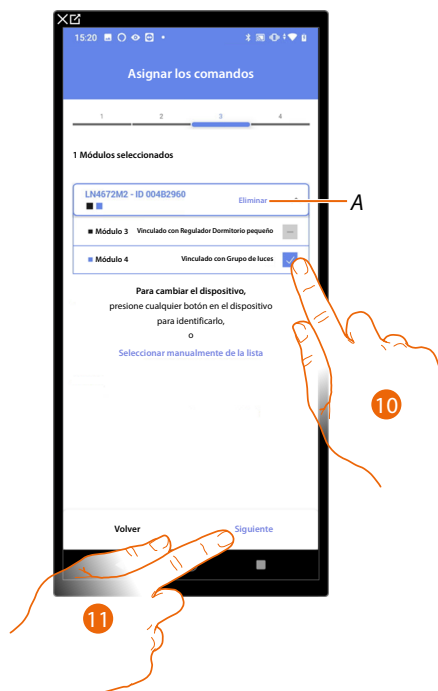 15:20
Asignar los comandos
1 2 3 4
1 Módulos seleccionados
LN4672M2 - ID 004B2960
Eliminar
A
Módulo 3 Vinculado con Regulador Dormitorio pequeño
Módulo 4 Vinculado con Grupo de luces
Para cambiar el dispositivo,
presione cualquier botón en el dispositivo
para identificarlo,
o
Seleccionar manualmente de la lista
10
Volver Siguiente
11